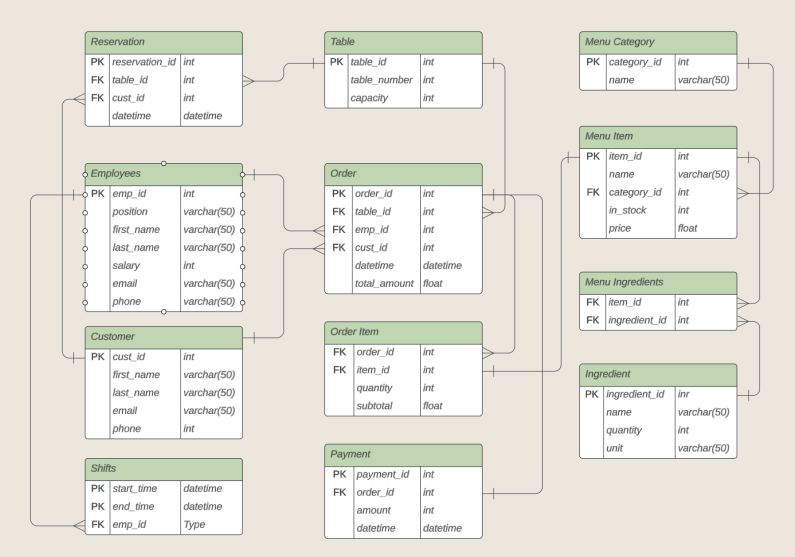 Reservation
PK reservation_id int
FK table_id int
FK cust_id int
datetime datetime
Employees
PK emp_id int
position varchar(50)
first_name varchar(50)
last_name varchar(50)
salary int
email varchar(50)
phone varchar(50)
Customer
PK cust_id int
first_name varchar(50)
last_name varchar(50)
email varchar(50)
phone int
Shifts
PK start_time datetime
PK end_time datetime
FK emp_id Type
Table
PK table_id int
table_number int
capacity int
Order
PK order_id int
FK table_id int
FK emp_id int
FK cust_id int
datetime datetime
total_amount float
Order Item
FK order_id int
FK item_id int
quantity int
subtotal float
Payment
PK payment_id int
FK order_id int
amount int
datetime datetime
Menu Category
PK category_id int
name varchar(50)
Menu Item
PK item_id int
name varchar(50)
FK category_id int
in_stock int
price float
Menu Ingredients
FK item_id int
FK ingredient_id int
Ingredient
PK ingredient_id inr
name varchar(50)
quantity int
unit varchar(50)